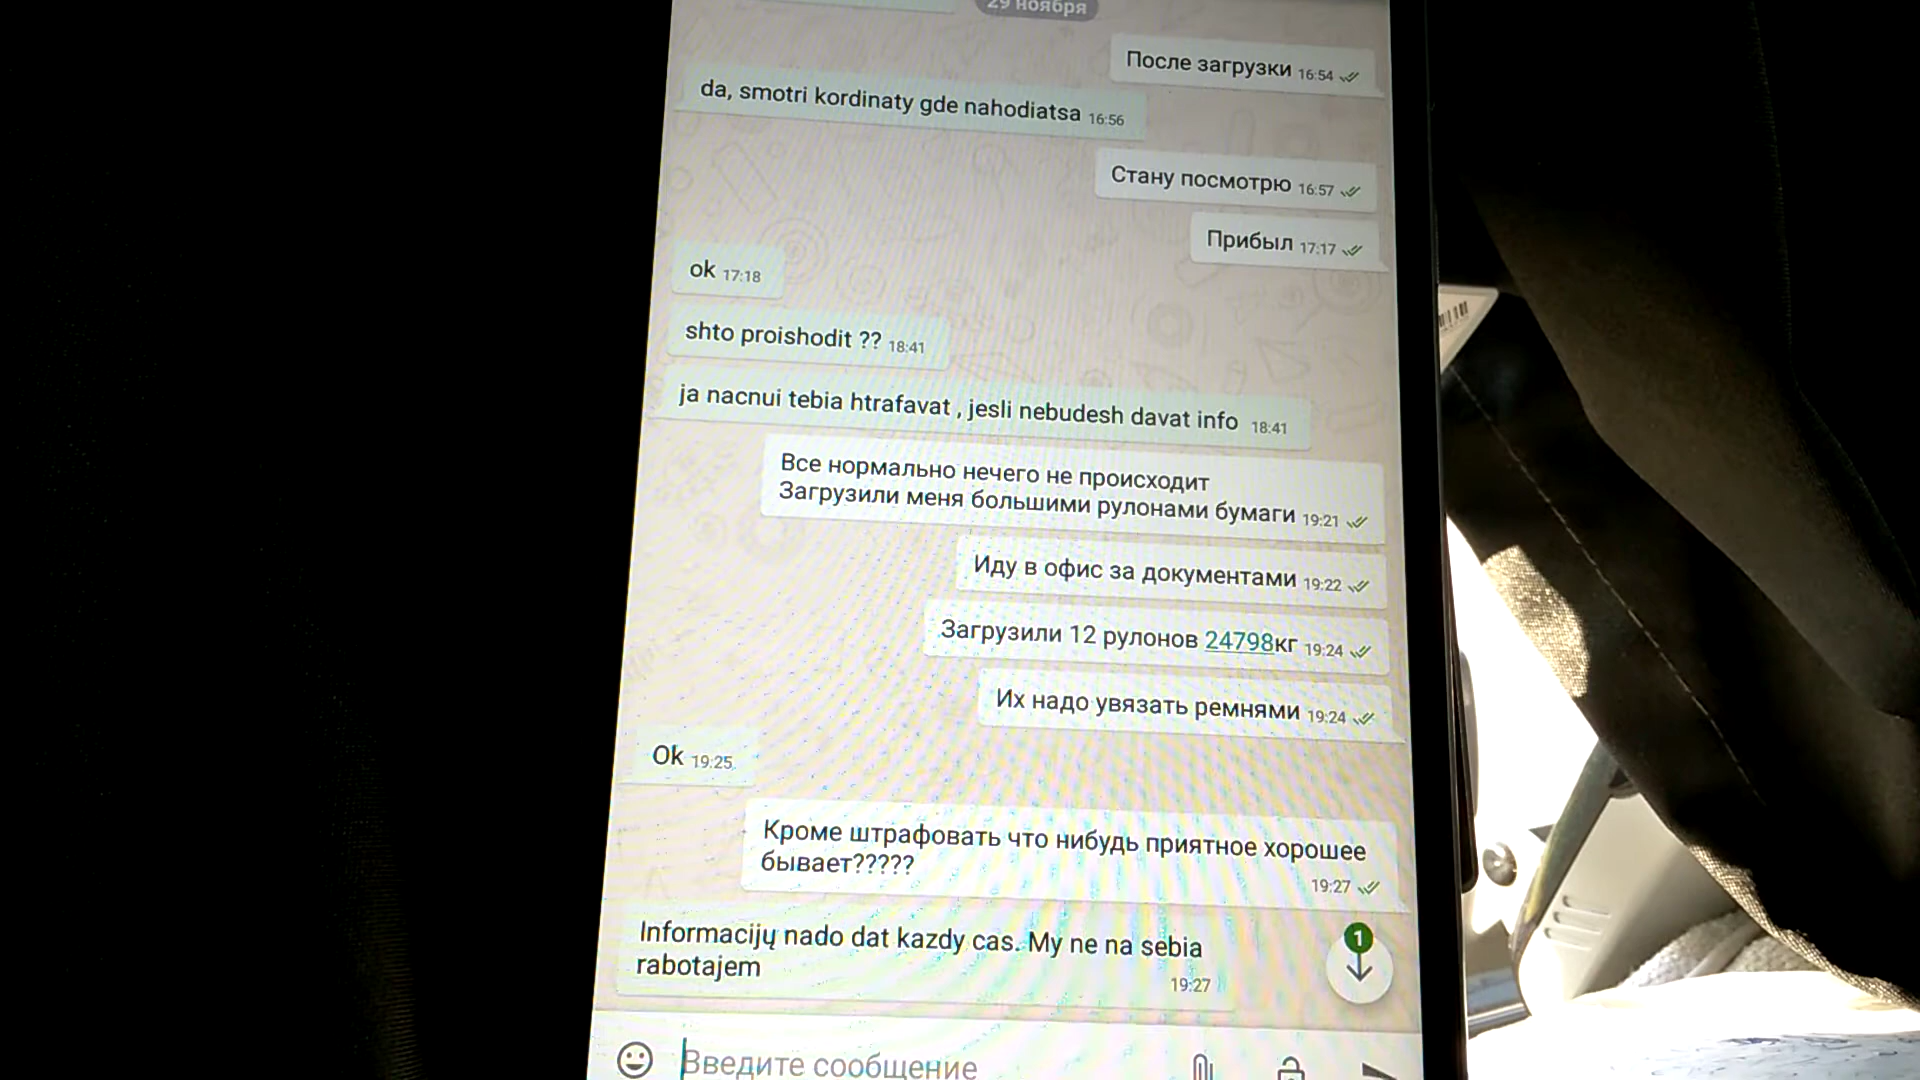 29 ноября
После загрузки 16:54
da, smotri kordinaty gde nahodiatsa 16:56
Стану посмотрю 16:57
Прибыл 17:17
ok 17:18
shto proishodit ?? 18:41
ja nacnui tebia htrafavat , jesli nebudesh davat info 18:41
Все нормально нечего не происходит
Загрузили меня большими рулонами бумаги 19:21
Иду в офис за документами 19:22
Загрузили 12 рулонов 24798кг 19:24
Их надо увязать ремнями 19:24
Ok 19:25
Кроме штрафовать что нибудь приятное хорошее
бывает?????
19:27
Informacijų nado dat kazdy cas. My ne na sebia
rabotajem
19:27
1
Введите сообщение